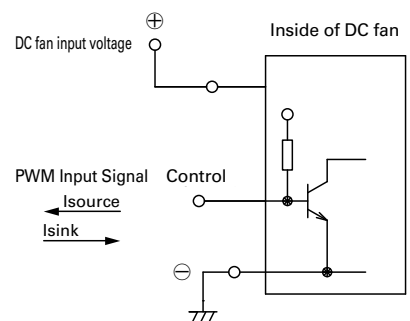 ⊕
Inside of DC fan
DC fan input voltage
PWM Input Signal Control
Isource
Isink
⊖